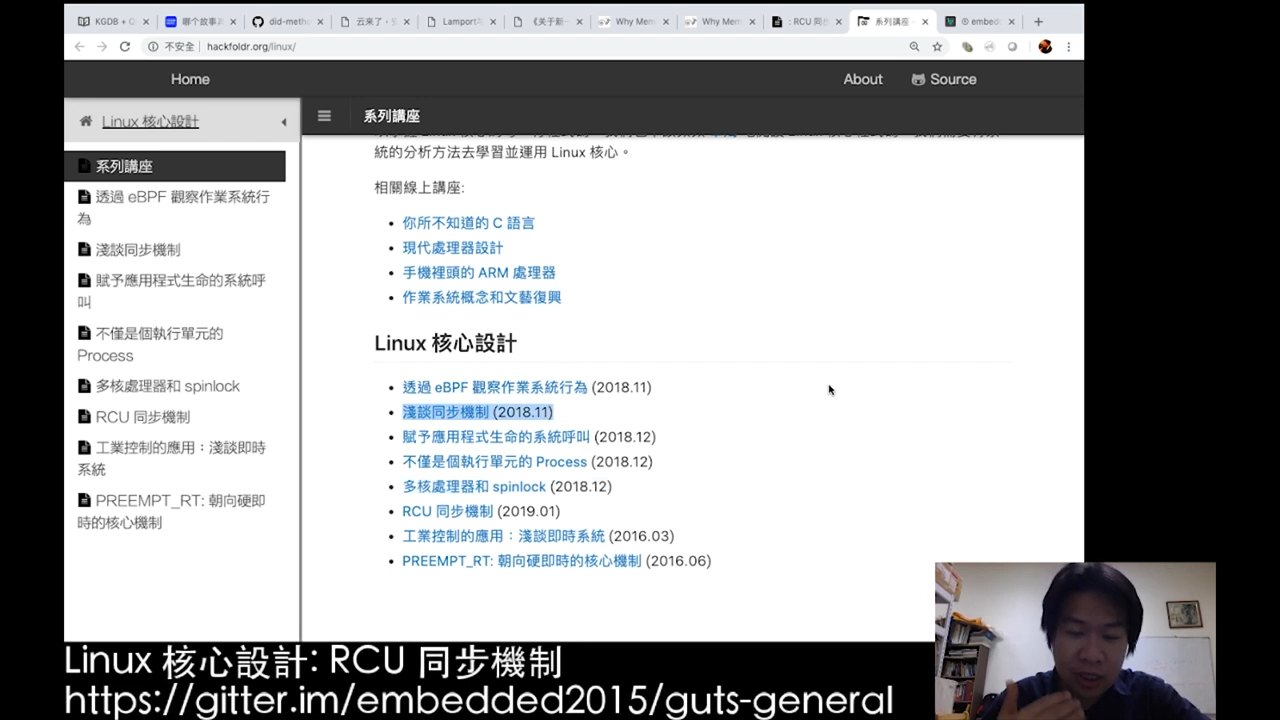 KGDB + Q
哪个故事真
did-metho
云来了 - S
Lamport
《关于新一
Why Mem
Why Mem
: RCU 同步
系列講座 -
® embed
不安全 | hackfoldr.org/linux/
Home
About
Source
Linux 核心設計
系列講座
系列講座
透過 eBPF 觀察作業系統行
為
淺談同步機制
賦予應用程式生命的系統呼
叫
不僅是個執行單元的
Process
多核處理器和 spinlock
RCU 同步機制
工業控制的應用：淺談即時
系統
PREEMPT_RT: 朝向硬即
時的核心機制
統的分析方法去學習並運用 Linux 核心。
相關線上講座:
你所不知道的 C 語言
現代處理器設計
手機裡頭的 ARM 處理器
作業系統概念和文藝復興
Linux 核心設計
透過 eBPF 觀察作業系統行為 (2018.11)
淺談同步機制 (2018.11)
賦予應用程式生命的系統呼叫 (2018.12)
不僅是個執行單元的 Process (2018.12)
多核處理器和 spinlock (2018.12)
RCU 同步機制 (2019.01)
工業控制的應用：淺談即時系統 (2016.03)
PREEMPT_RT: 朝向硬即時的核心機制 (2016.06)
Linux 核心設計: RCU 同步機制
https://gitter.im/embedded2015/guts-general